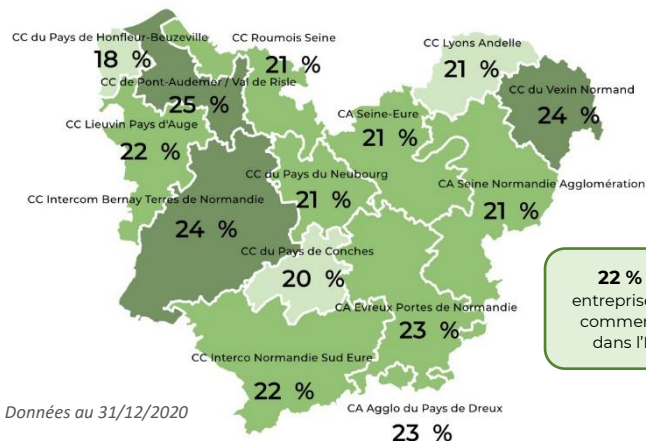 CC du Pays de Honfleur-Beuzeville
18 %
CC Roumois Seine
21 %
CC Lyons Andelle
21 %
CC de Pont-Audemer / Val de Risle
25 %
CC du Vexin Normand
24 %
CA Seine-Eure
21 %
CC Lieuvin Pays d'Auge
22 %
CC du Pays du Neubourg
21 %
CA Seine Normandie Agglomération
21 %
CC Intercom Bernay Terres de Normandie
24 %
CC du Pays de Conches
20 %
22 %
entreprise
commer
dans l'
CA Evreux Portes de Normandie
23 %
CC Interco Normandie Sud Eure
22 %
Données au 31/12/2020
CA Agglo du Pays de Dreux
23 %